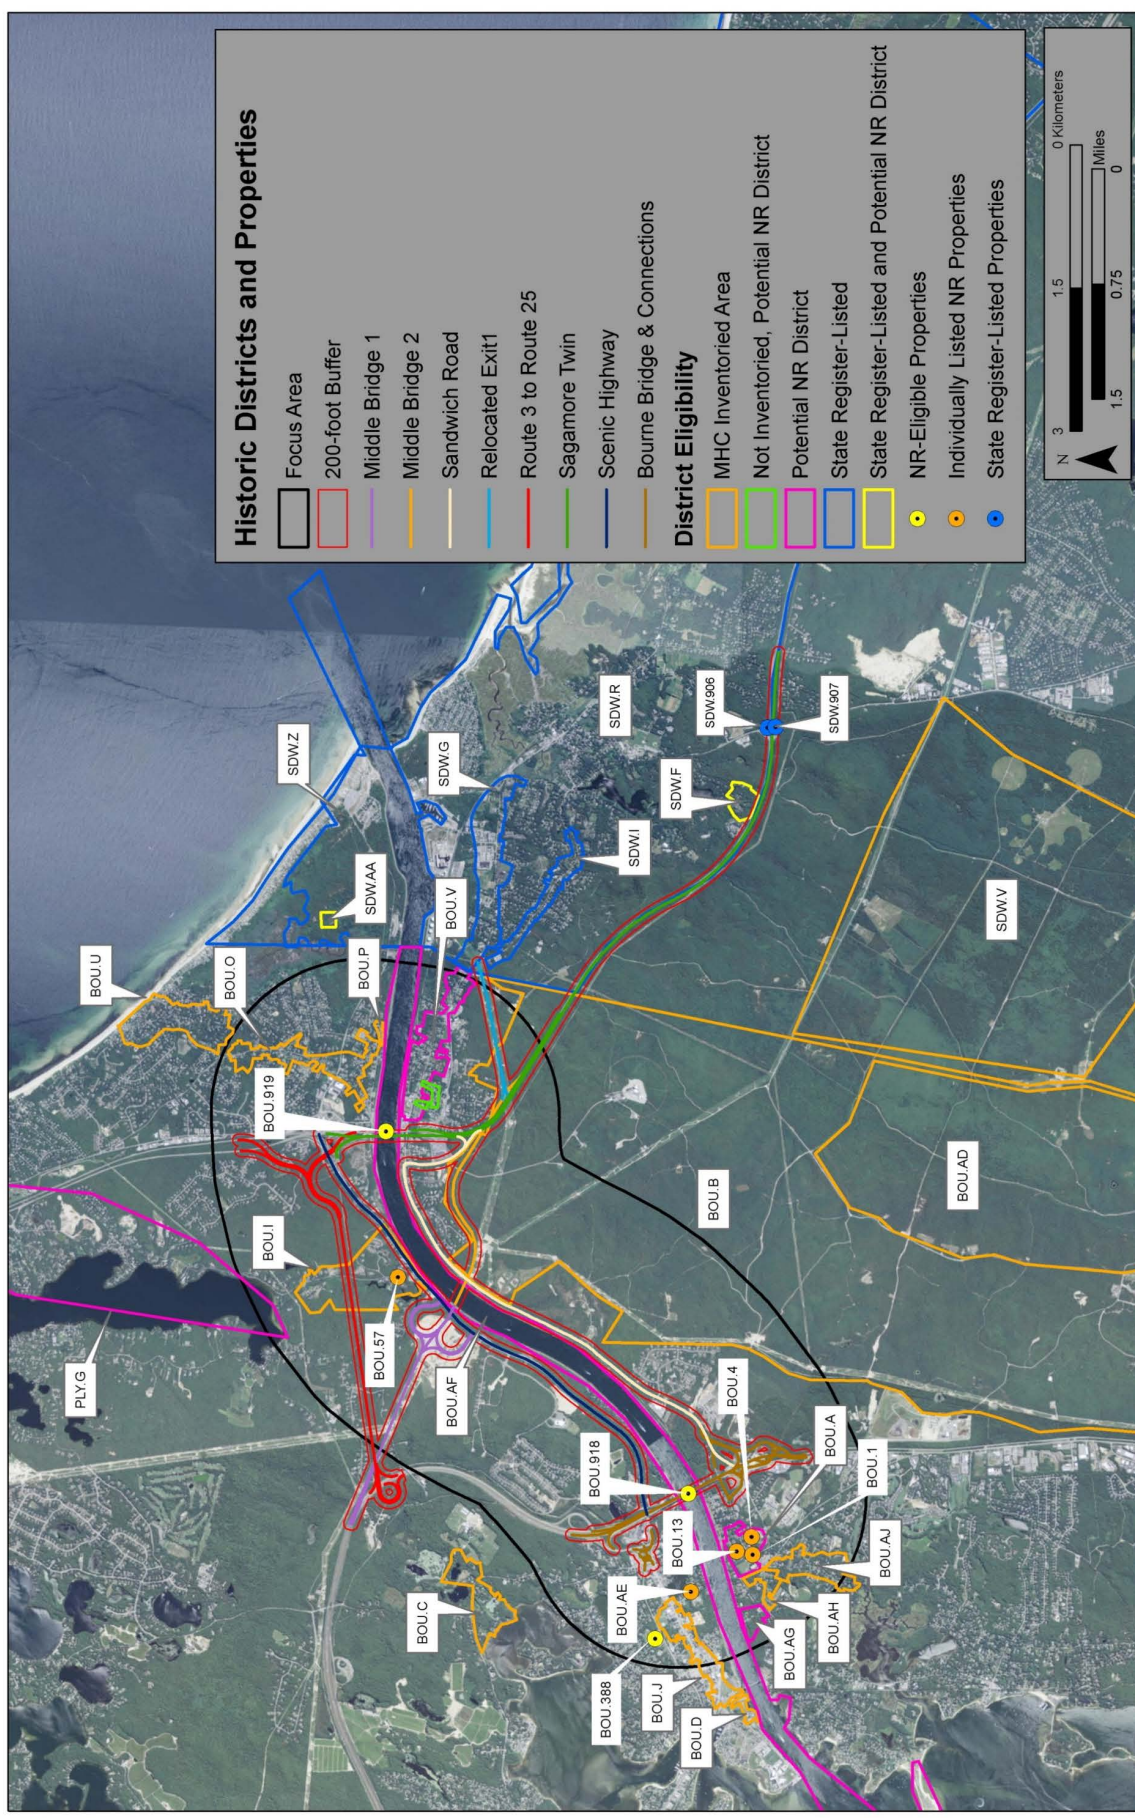 Historic Districts and Properties
Focus Area
200-foot Buffer
Middle Bridge 1
Middle Bridge 2
Sandwich Road
Relocated Exit1
Route 3 to Route 25
Sagamore Twin
Scenic Highway
Bourne Bridge & Connections
District Eligibility
MHC Inventoried Area
Not Inventoried, Potential NR District
Potential NR District
State Register-Listed
State Register-Listed and Potential NR District
NR-Eligible Properties
Individually Listed NR Properties
State Register-Listed Properties
N
3
1.5
0 Kilometers
1.5
0.75
0
Miles
PLY.G
BOU.U
BOU.O
BOU.P
BOU.919
BOU.I
BOU.57
BOU.AF
BOU.C
SDW.Z
SDW.AA
SDW.G
BOU.V
SDW.I
SDW.R
SDW.906
SDW.907
SDW.F
SDW.V
BOU.AD
BOU.B
BOU.4
BOU.A
BOU.1
BOU.918
BOU.13
BOU.AJ
BOU.AE
BOU.AH
BOU.AG
BOU.388
BOU.J
BOU.D